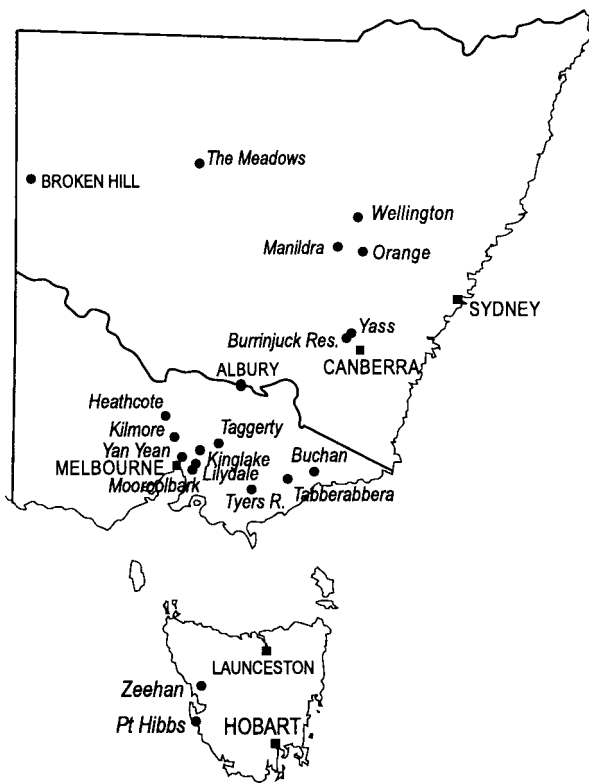 The Meadows
BROKEN HILL
Wellington
Manildra
Orange
SYDNEY
Yass
Burrinjuck Res.
CANBERRA
ALBURY
Heathcote
Kilmore
Taggerty
Yan Yean
Kinglake
Buchan
MELBOURNE
Lilydale
Mooroolbark
Tyers R.
Tabberabbera
LAUNCESTON
Zeehan
Pt Hibbs
HOBART